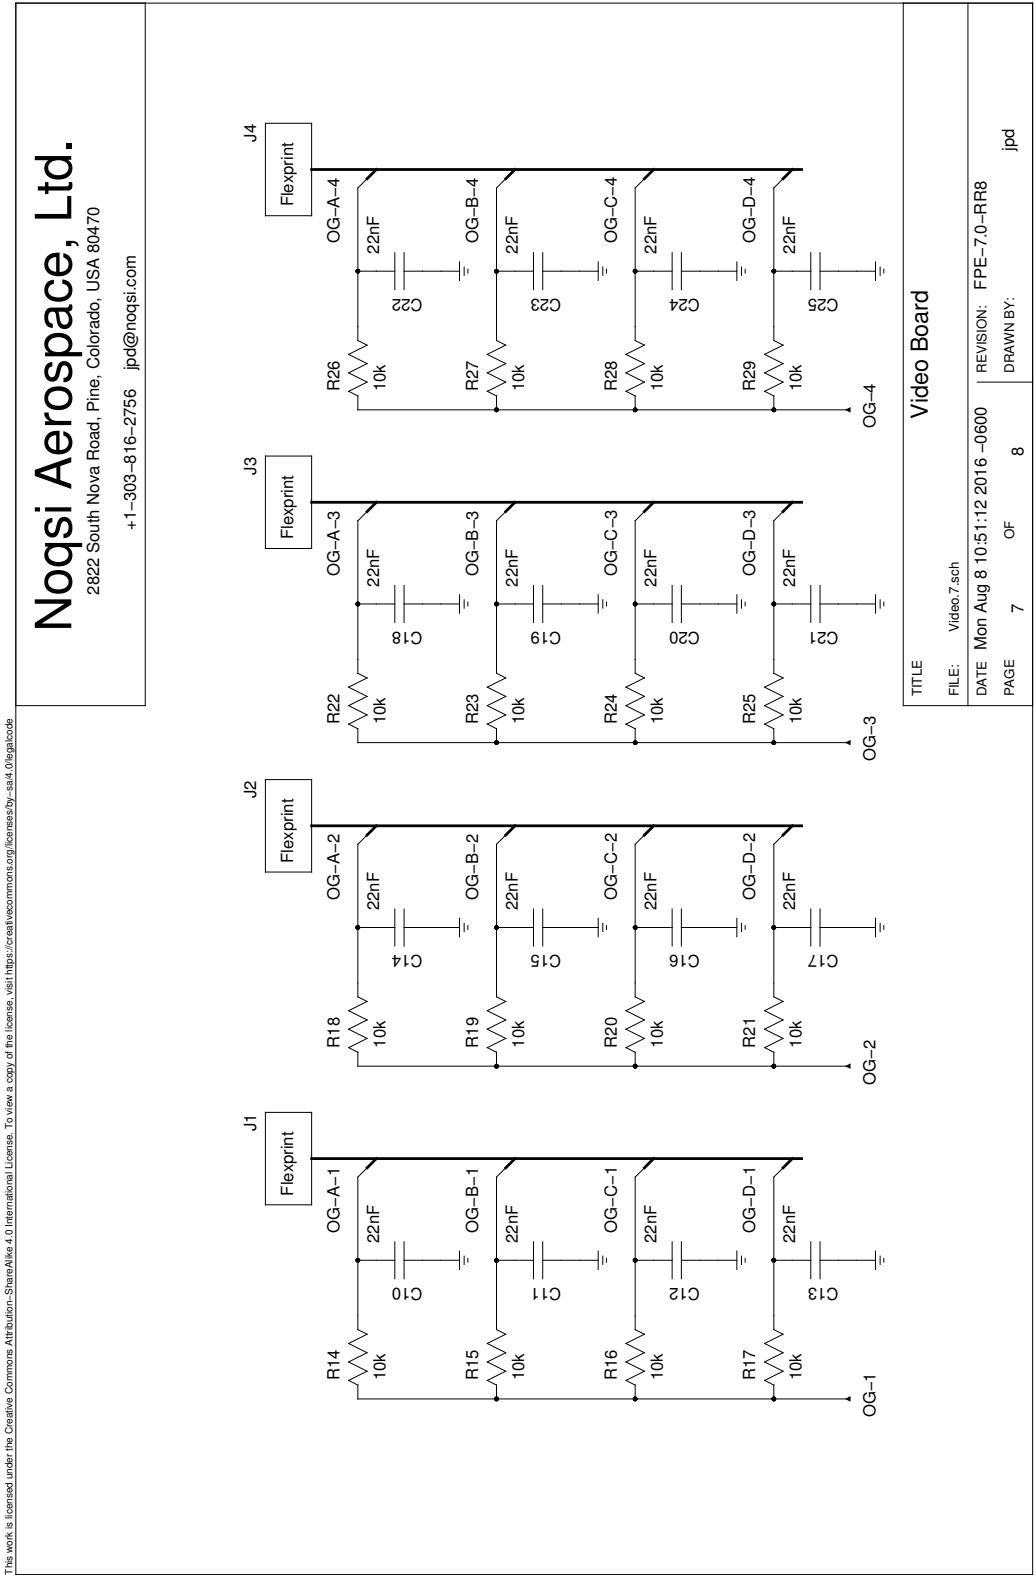 This work is licensed under the Creative Commons Attribution−ShareAlike 4.0 International License. To view a copy of the license, visit https://creativecommons.org/licenses/by−sa/4.0/legalcode
Noqsi Aerospace, Ltd.
2822 South Nova Road, Pine, Colorado, USA 80470
+1−303−816−2756 jpd@noqsi.com
J1
Flexprint
OG−A−1
R14
10k
22nF
C10
OG−B−1
R15
10k
22nF
C11
OG−C−1
R16
10k
22nF
C12
OG−D−1
R17
10k
22nF
C13
OG−1
J2
Flexprint
OG−A−2
R18
10k
22nF
C14
OG−B−2
R19
10k
22nF
C15
OG−C−2
R20
10k
22nF
C16
OG−D−2
R21
10k
22nF
C17
OG−2
J3
Flexprint
OG−A−3
R22
10k
22nF
C18
OG−B−3
R23
10k
22nF
C19
OG−C−3
R24
10k
22nF
C20
OG−D−3
R25
10k
22nF
C21
OG−3
J4
Flexprint
OG−A−4
R26
10k
22nF
C22
OG−B−4
R27
10k
22nF
C23
OG−C−4
R28
10k
22nF
C24
OG−D−4
R29
10k
22nF
C25
OG−4
TITLE
Video Board
FILE: Video.7.sch
DATE Mon Aug 8 10:51:12 2016 −0600
REVISION: FPE−7.0−RR8
PAGE 7 OF 8
DRAWN BY: jpd